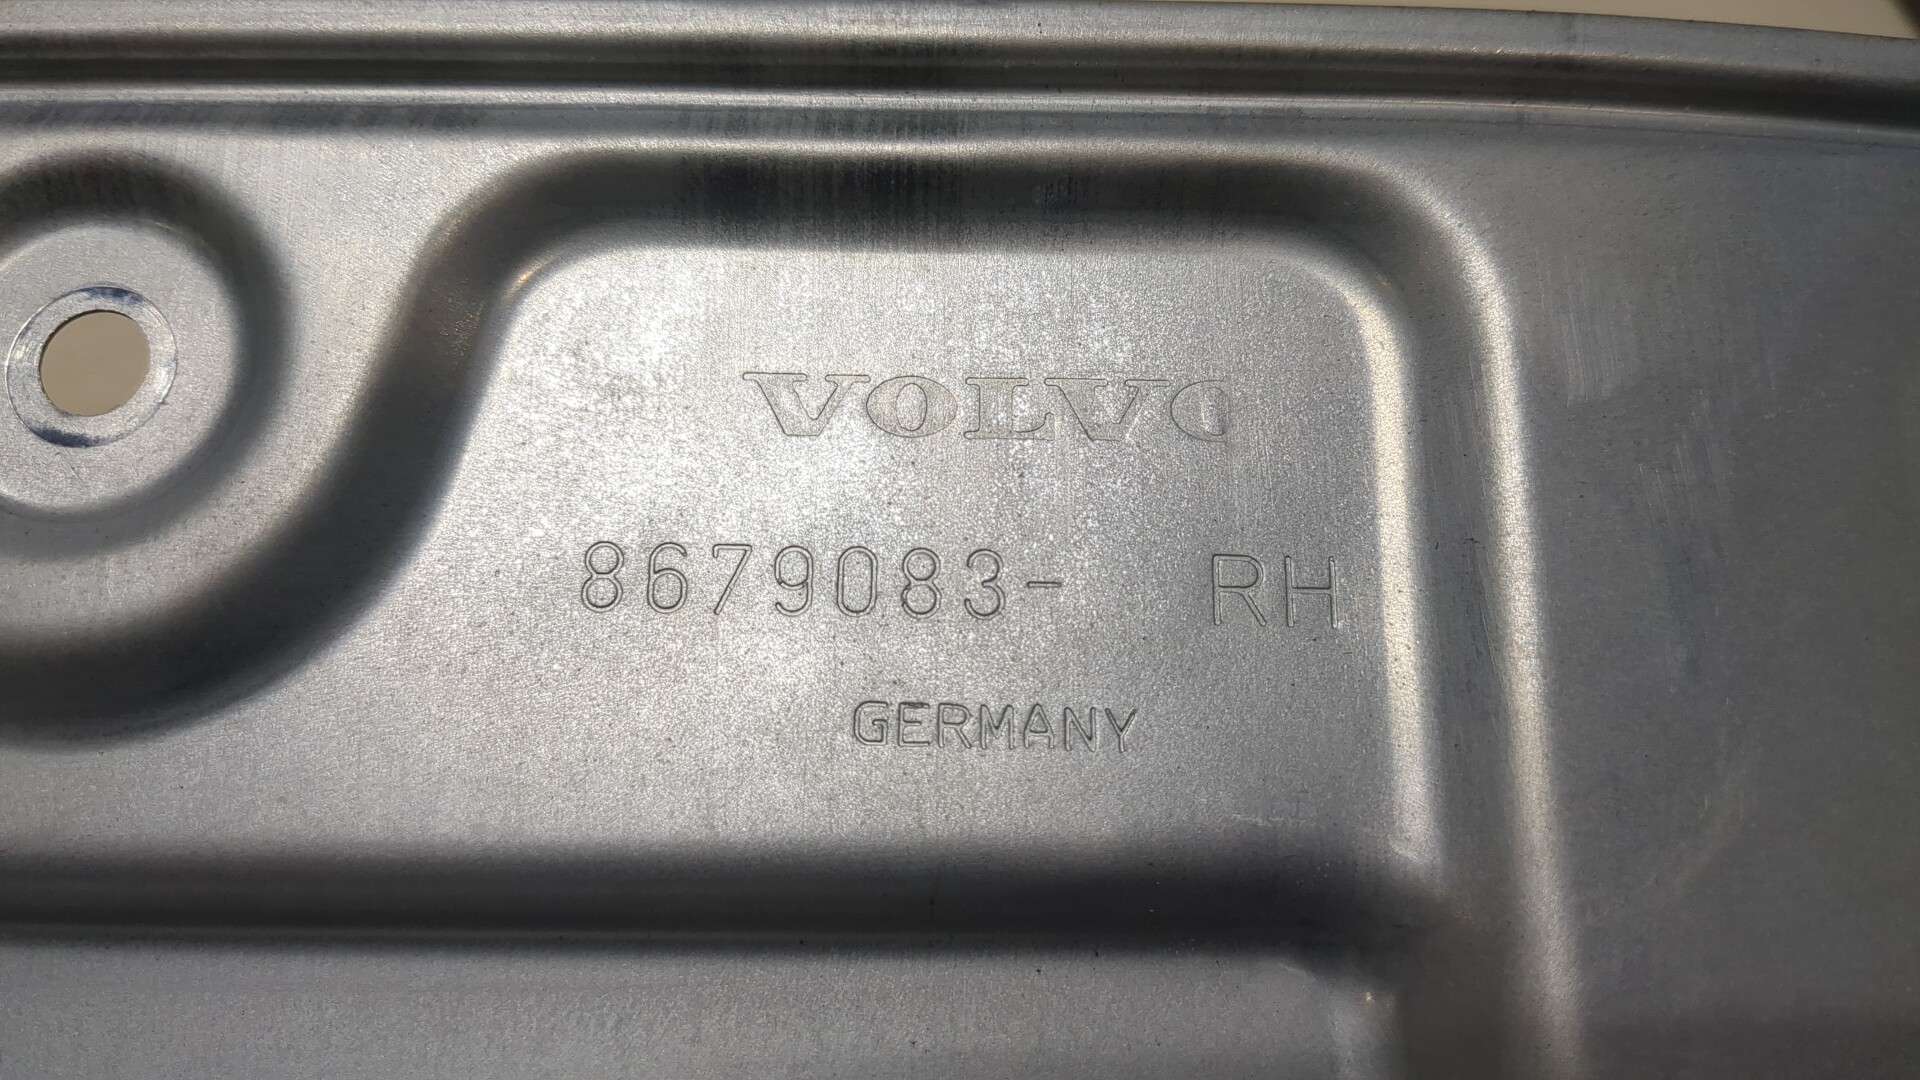 VOLVO
8679083- RH
GERMANY